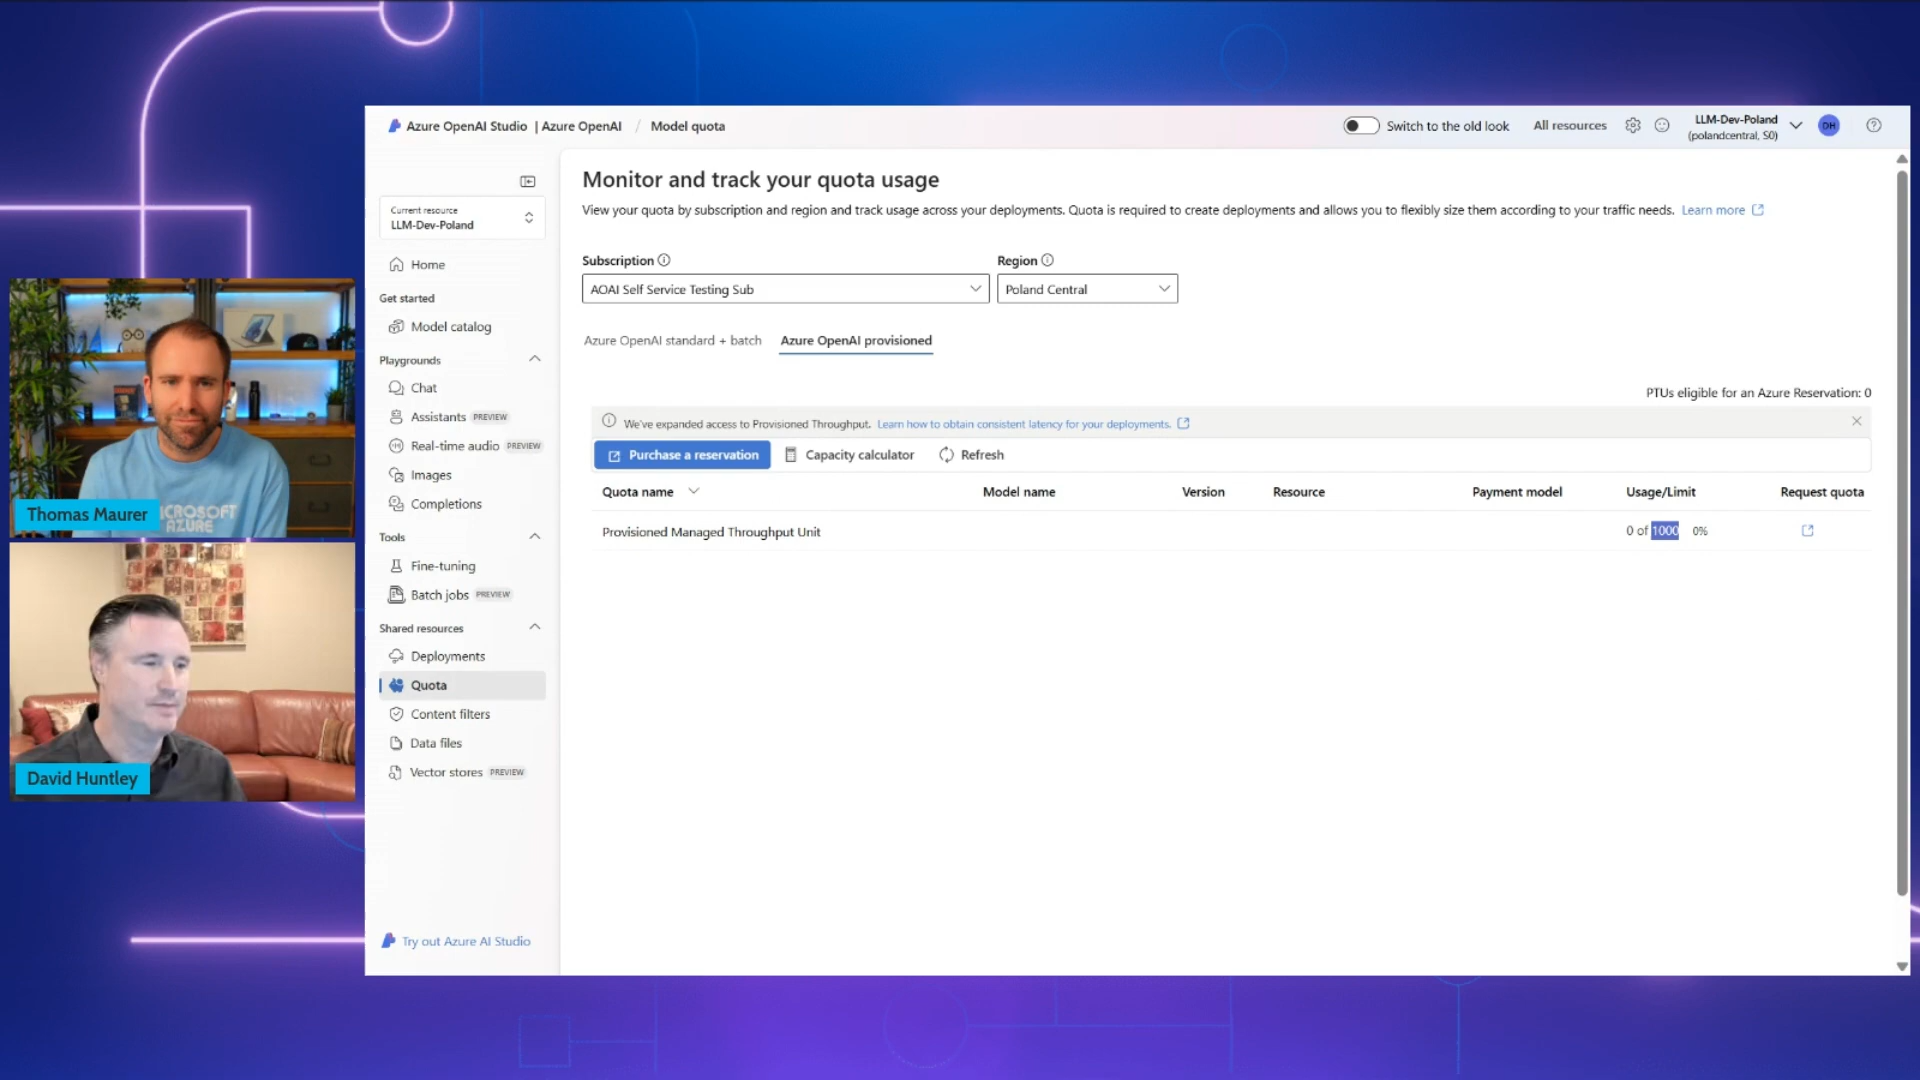 Azure OpenAI Studio | Azure OpenAI / Model quota
Switch to the old look
All resources
LLM-Dev-Poland
(polandcentral, S0)
DH
Current resource
LLM-Dev-Poland
Home
Get started
Model catalog
Playgrounds
Chat
Assistants PREVIEW
Real-time audio PREVIEW
Images
Completions
Tools
Fine-tuning
Batch jobs PREVIEW
Shared resources
Deployments
Quota
Content filters
Data files
Vector stores PREVIEW
Try out Azure AI Studio
Monitor and track your quota usage
View your quota by subscription and region and track usage across your deployments. Quota is required to create deployments and allows you to flexibly size them according to your traffic needs. Learn more
Subscription
AOAI Self Service Testing Sub
Region
Poland Central
Azure OpenAI standard + batch
Azure OpenAI provisioned
PTUs eligible for an Azure Reservation: 0
We've expanded access to Provisioned Throughput. Learn how to obtain consistent latency for your deployments.
Purchase a reservation
Capacity calculator
Refresh
Quota name
Model name
Version
Resource
Payment model
Usage/Limit
Request quota
Provisioned Managed Throughput Unit
0 of 1000 0%
Thomas Maurer
AZURE
David Huntley